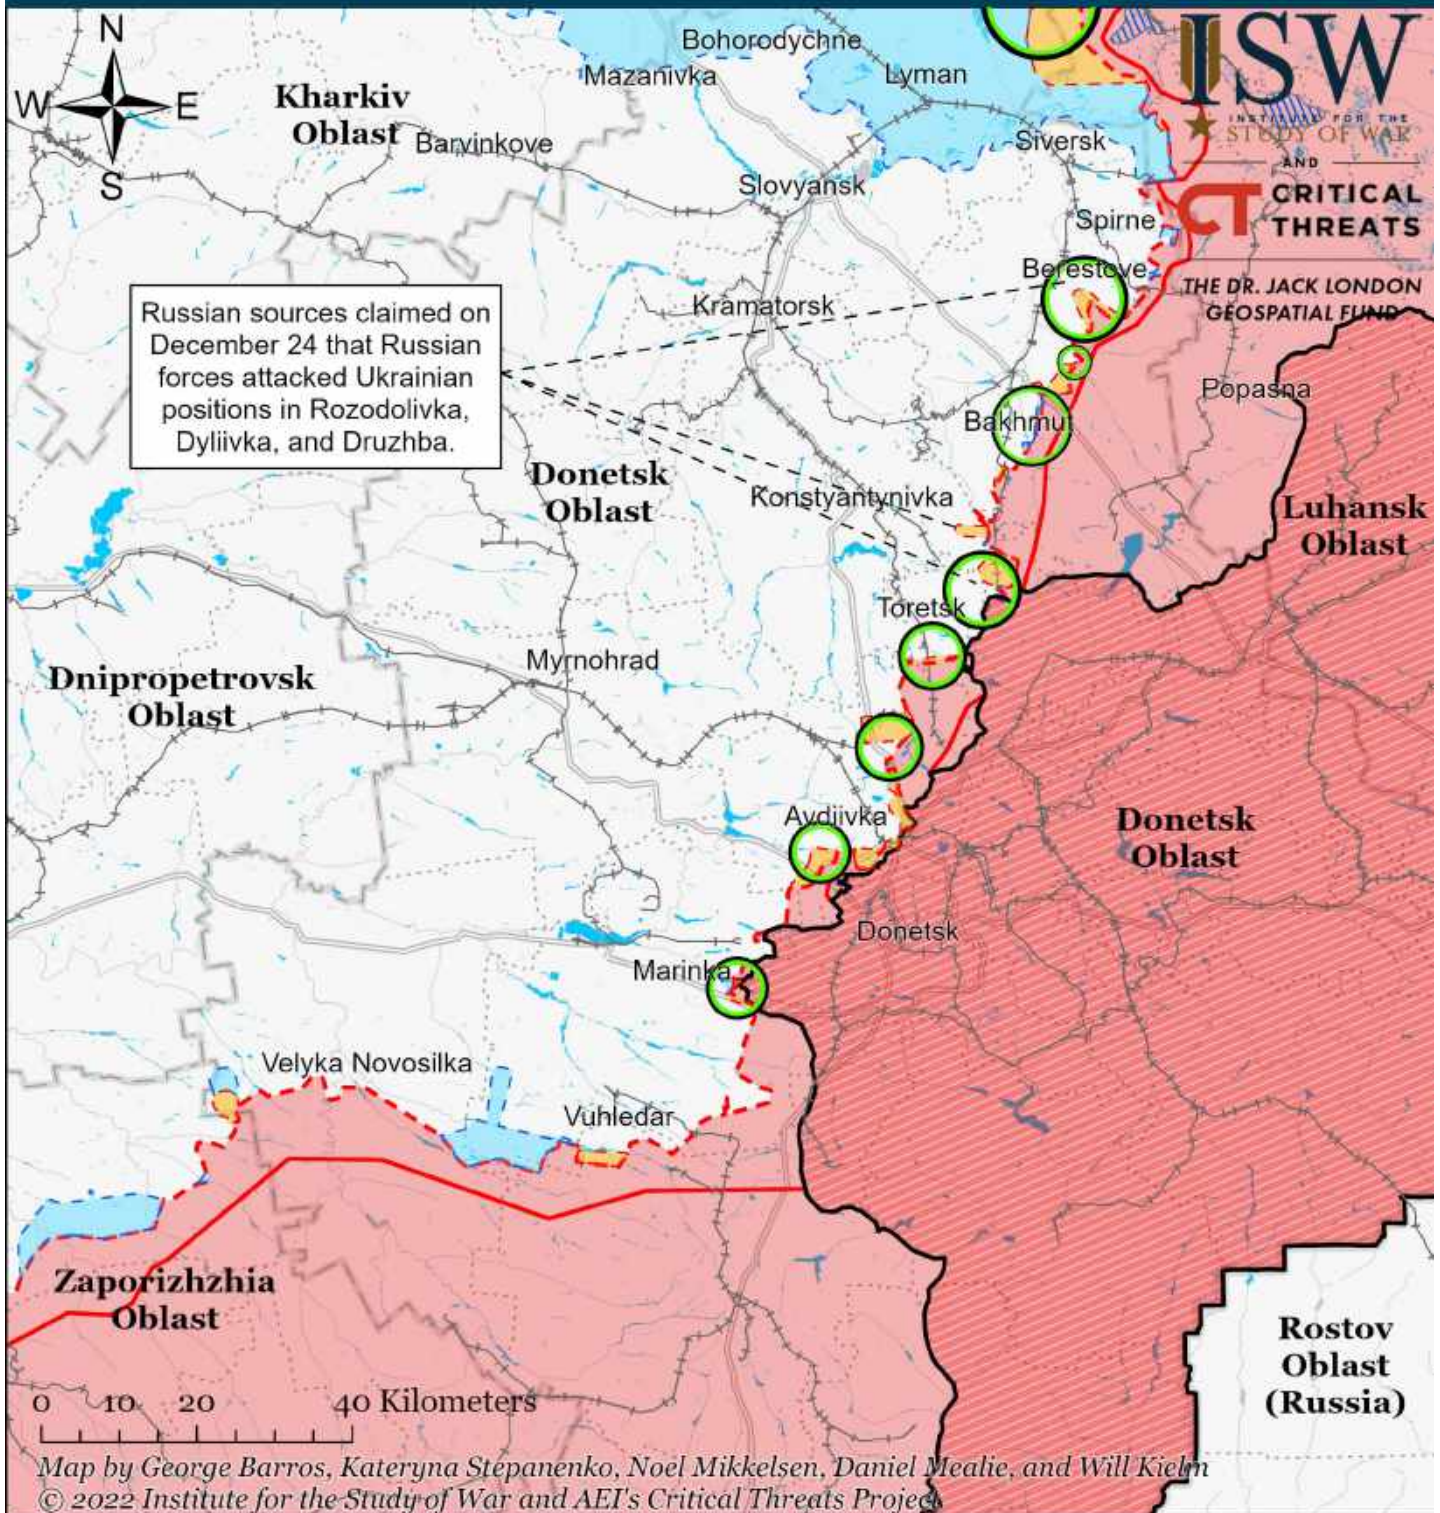 N
W
E
S
Kharkiv
Oblast
Bohorodychne
Mazanivka
Lyman
ISW
INSTITUTE FOR THE
STUDY OF WAR
AND
CT CRITICAL
THREATS
THE DR. JACK LONDON
GEOSPATIAL FUND
Barvinkove
Siversk
Slovyansk
Spirne
Berestove
Kramatorsk
Russian sources claimed on
December 24 that Russian
forces attacked Ukrainian
positions in Rozodolivka,
Dyliivka, and Druzhba.
Popasna
Bakhmut
Donetsk
Oblast
Konstyantynivka
Luhansk
Oblast
Toretsk
Myrnohrad
Dnipropetrovsk
Oblast
Avdiivka
Donetsk
Oblast
Donetsk
Marinka
Velyka Novosilka
Vuhledar
Zaporizhzhia
Oblast
Rostov
Oblast
(Russia)
0 10 20 40 Kilometers
Map by George Barros, Kateryna Stepanenko, Noel Mikkelsen, Daniel Mealie, and Will Kielm
© 2022 Institute for the Study of War and AEI's Critical Threats Project